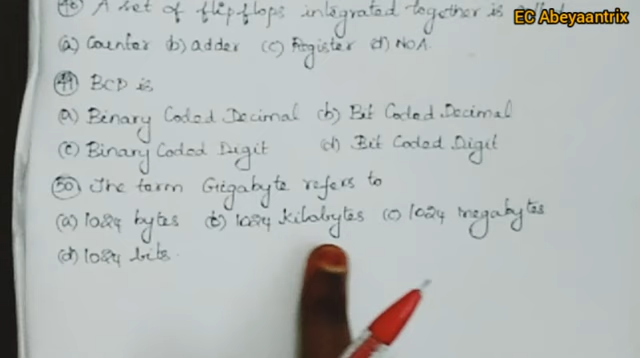 EC Abeyaantrix
A set of flipflops integrated together is
(a) Counter (b) adder (c) Register (d) NOA
(49) BCD is
(a) Binary Coded Decimal (b) Bit Coded Decimal
(c) Binary Coded Digit (d) Bit Coded Digit
(50) The term Gigabyte refers to
(a) 1024 bytes (b) 1024 kilobytes (c) 1024 megabytes
(d) 1024 bits